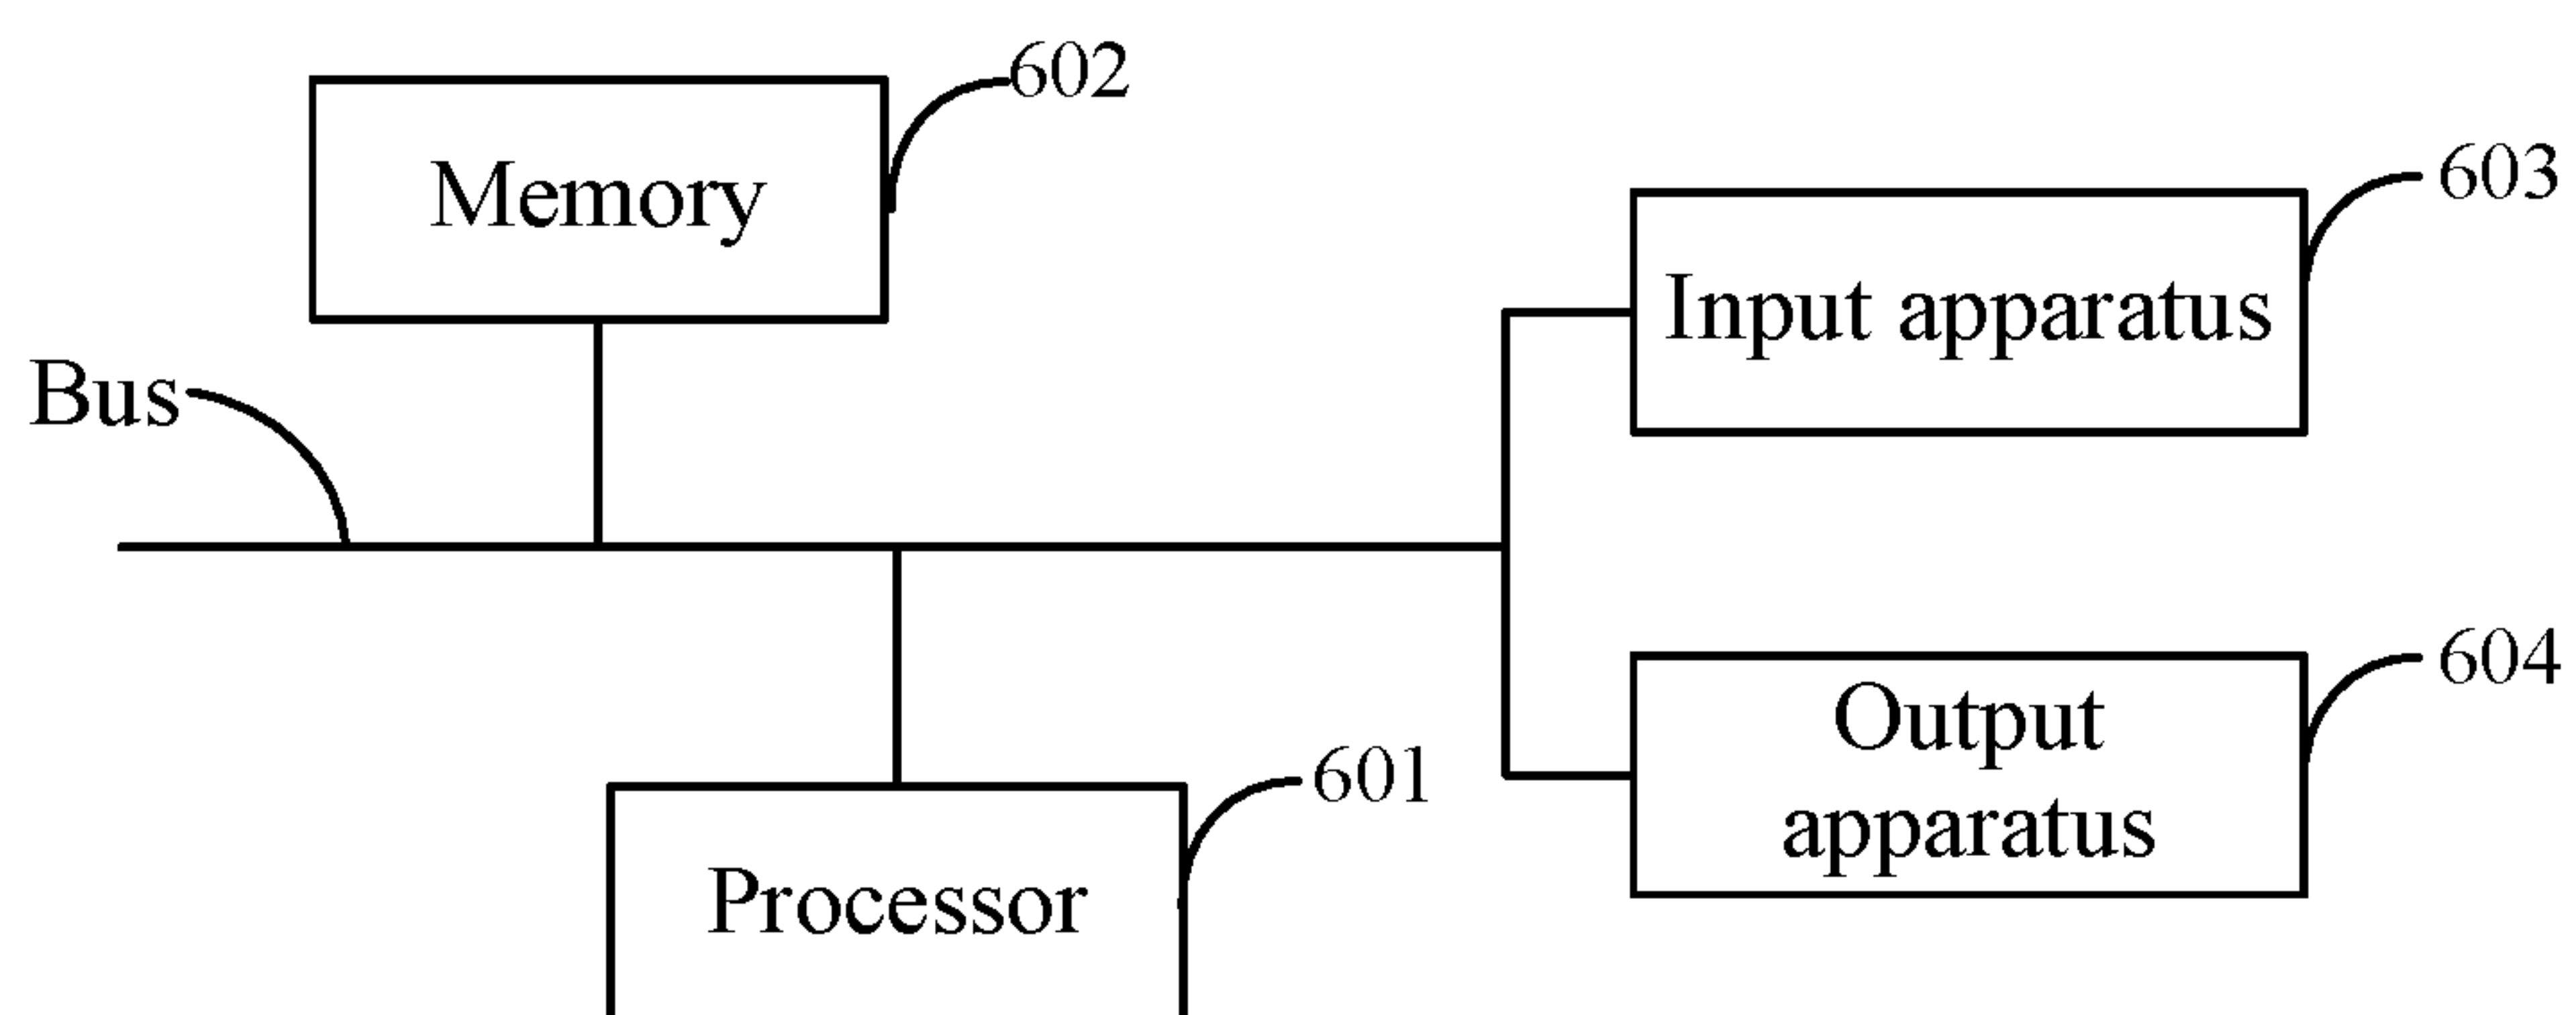 602
Memory
603
Input apparatus
Bus
604
Output
apparatus
601
Processor